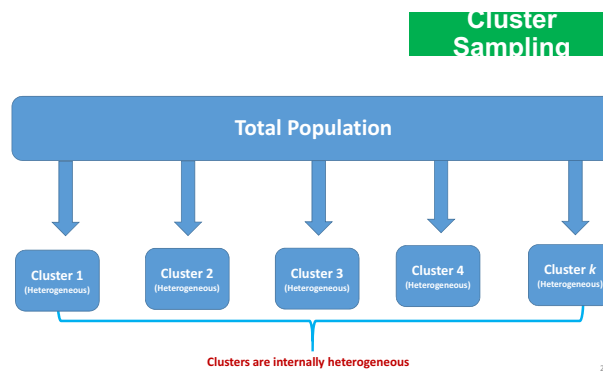 Cluster
Sampling
Total Population
Cluster 1
(Heterogeneous)
Cluster 2
(Heterogeneous)
Cluster 3
(Heterogeneous)
Cluster 4
(Heterogeneous)
Cluster k
(Heterogeneous)
Clusters are internally heterogeneous
2